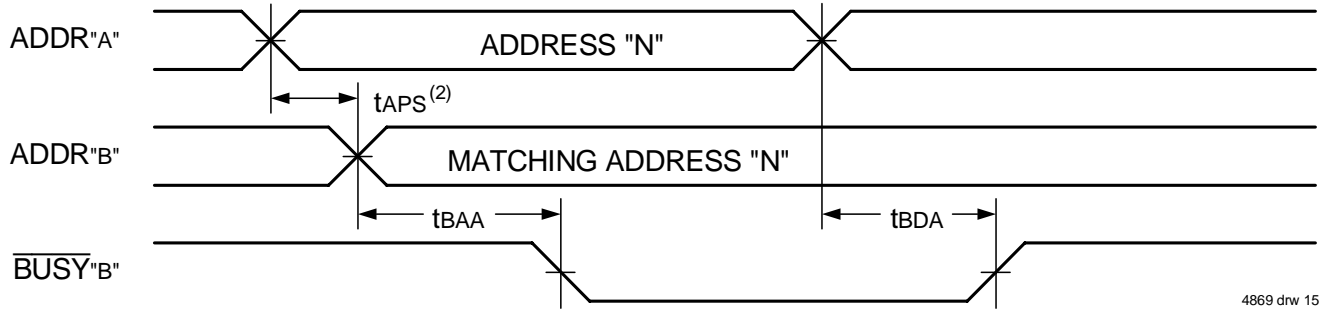 ADDR"A"
ADDRESS "N"
tAPS(2)
ADDR"B"
MATCHING ADDRESS "N"
tBAA
tBDA
BUSY"B"
4869 drw 15